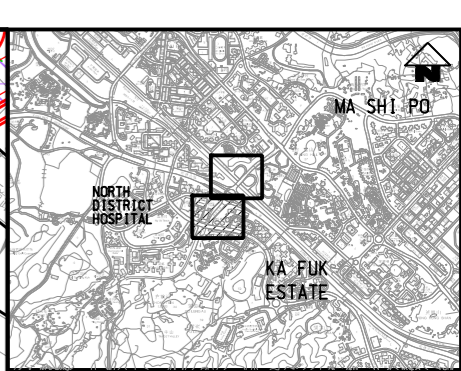 N
MA SHI PO
NORTH
DISTRICT
HOSPITAL
KA FUK
ESTATE